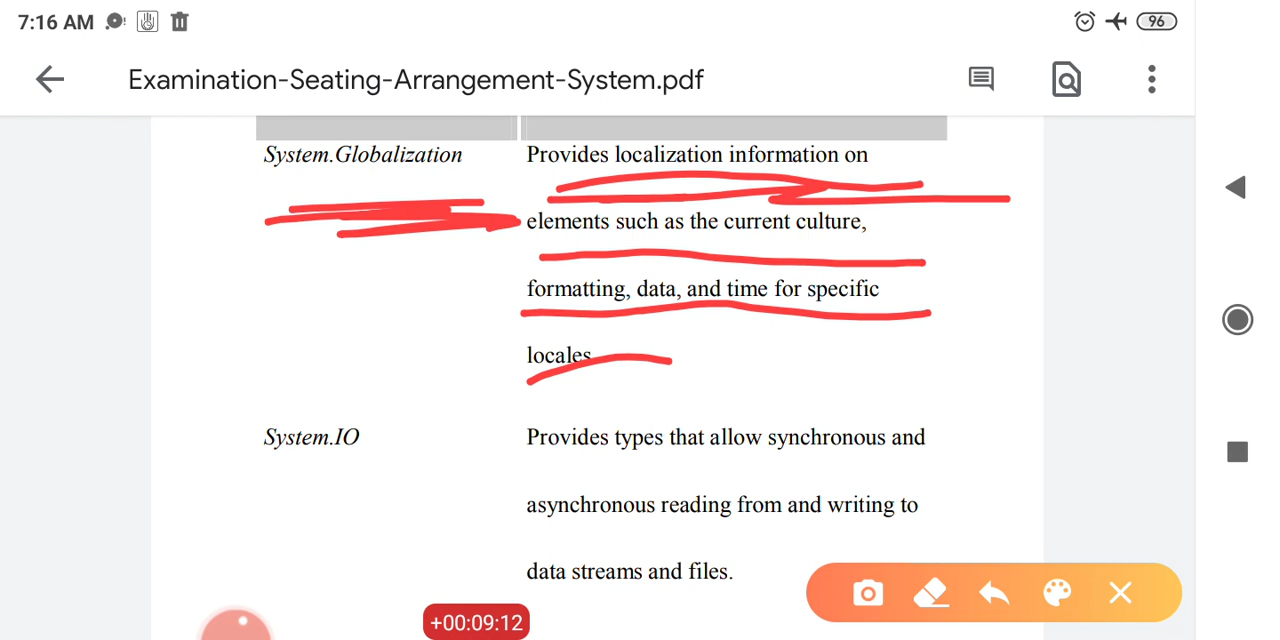 7:16 AM
96
Examination-Seating-Arrangement-System.pdf
System.Globalization Provides localization information on
elements such as the current culture,
formatting, data, and time for specific
locales
System.IO Provides types that allow synchronous and
asynchronous reading from and writing to
data streams and files.
+00:09:12